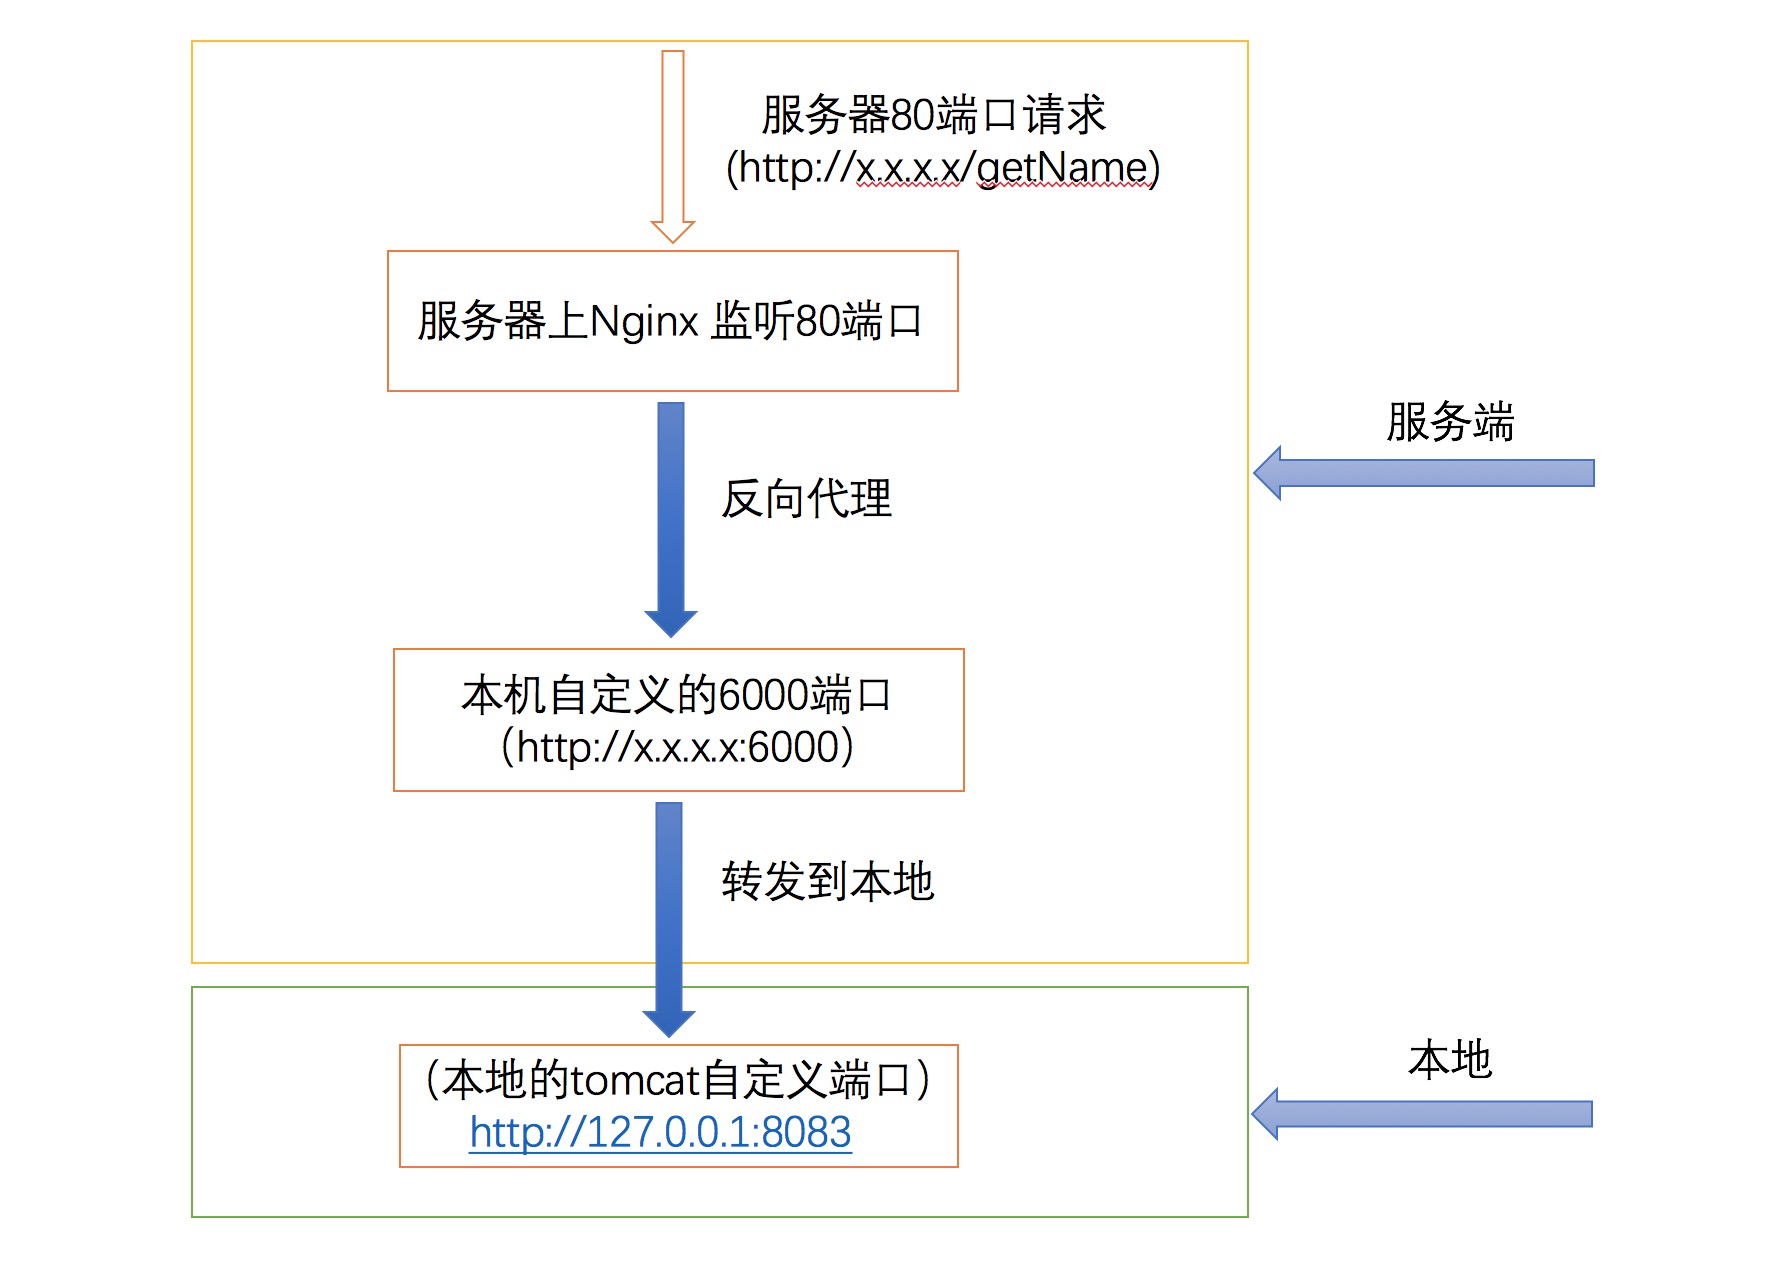 服务器80端口请求
(http://x.x.x.x/getName)
服务器上Nginx 监听80端口
服务端
反向代理
本机自定义的6000端口
（http://x.x.x.x:6000）
转发到本地
本地
（本地的tomcat自定义端口）
http://127.0.0.1:8083